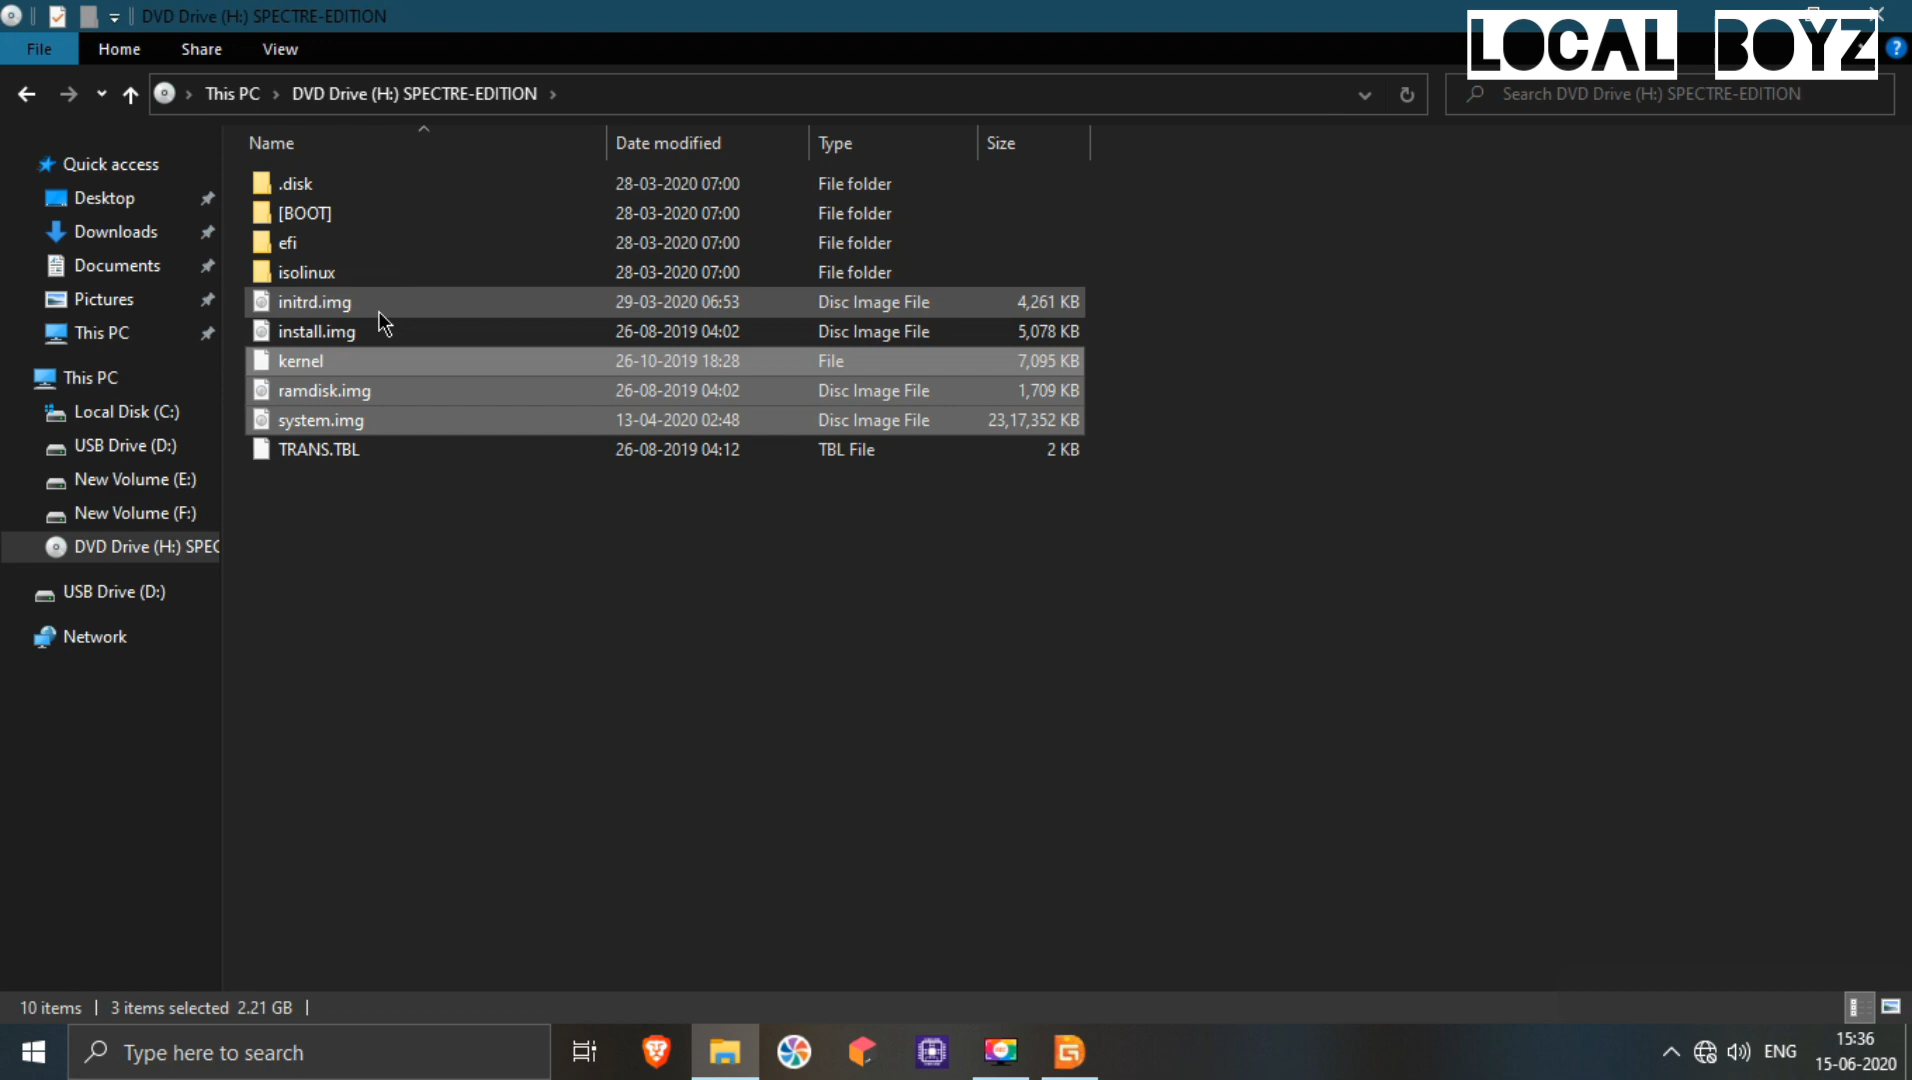 DVD Drive (H:) SPECTRE-EDITION
LOCAL BOYZ
File Home Share View
This PC DVD Drive (H:) SPECTRE-EDITION
Search DVD Drive (H:) SPECTRE-EDITION
Name Date modified Type Size
Quick access
Desktop
Downloads
Documents
Pictures
This PC
This PC
Local Disk (C:)
USB Drive (D:)
New Volume (E:)
New Volume (F:)
DVD Drive (H:) SPEC
USB Drive (D:)
Network
.disk 28-03-2020 07:00 File folder
[BOOT] 28-03-2020 07:00 File folder
efi 28-03-2020 07:00 File folder
isolinux 28-03-2020 07:00 File folder
initrd.img 29-03-2020 06:53 Disc Image File 4,261 KB
install.img 26-08-2019 04:02 Disc Image File 5,078 KB
kernel 26-10-2019 18:28 File 7,095 KB
ramdisk.img 26-08-2019 04:02 Disc Image File 1,709 KB
system.img 13-04-2020 02:48 Disc Image File 23,17,352 KB
TRANS.TBL 26-08-2019 04:12 TBL File 2 KB
10 items 3 items selected 2.21 GB
Type here to search
ENG
15:36
15-06-2020